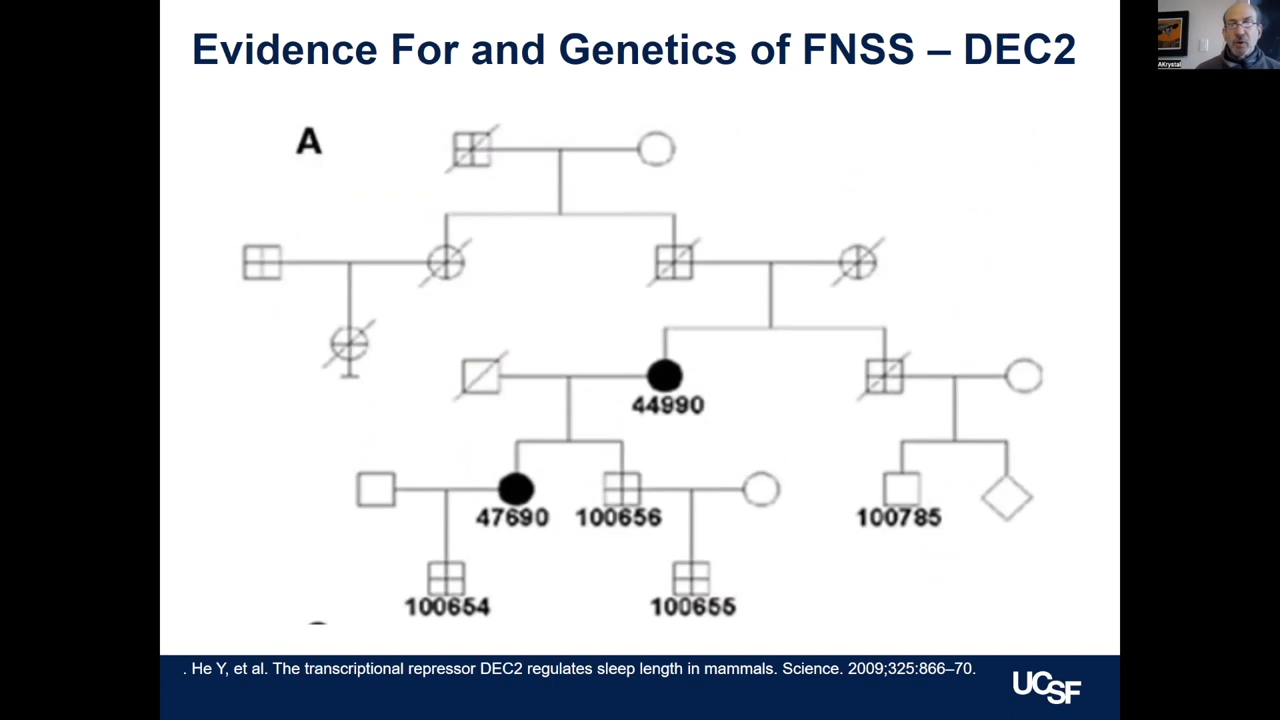 Evidence For and Genetics of FNSS – DEC2
AKrystal
A
44990
47690
100656
100785
100654
100655
. He Y, et al. The transcriptional repressor DEC2 regulates sleep length in mammals. Science. 2009;325:866–70.
UCSF